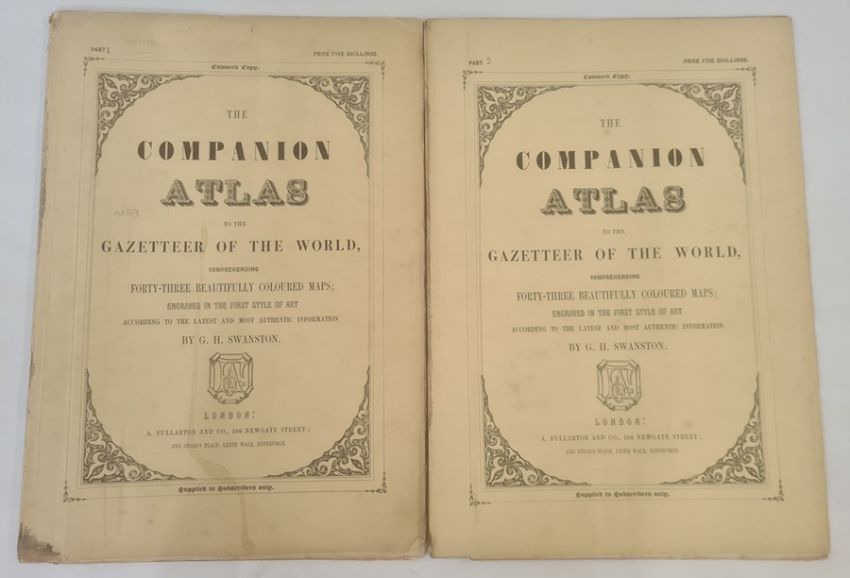 PART 1 PRICE FIVE SHILLINGS.
Coloured Copy.
THE
COMPANION
ATLAS
TO THE
GAZETTEER OF THE WORLD,
COMPREHENDING
FORTY-THREE BEAUTIFULLY COLOURED MAPS;
ENGRAVED IN THE FIRST STYLE OF ART
ACCORDING TO THE LATEST AND MOST AUTHENTIC INFORMATION
BY G. H. SWANSTON.
LONDON:
A. FULLARTON AND CO., 106 NEWGATE STREET;
AND STEAD'S PLACE, LEITH WALK, EDINBURGH.
Supplied to Subscribers only.
PART 2 PRICE FIVE SHILLINGS.
Coloured Copy.
THE
COMPANION
ATLAS
TO THE
GAZETTEER OF THE WORLD,
COMPREHENDING
FORTY-THREE BEAUTIFULLY COLOURED MAPS;
ENGRAVED IN THE FIRST STYLE OF ART
ACCORDING TO THE LATEST AND MOST AUTHENTIC INFORMATION
BY G. H. SWANSTON.
LONDON:
A. FULLARTON AND CO., 106 NEWGATE STREET;
AND STEAD'S PLACE, LEITH WALK, EDINBURGH.
Supplied to Subscribers only.